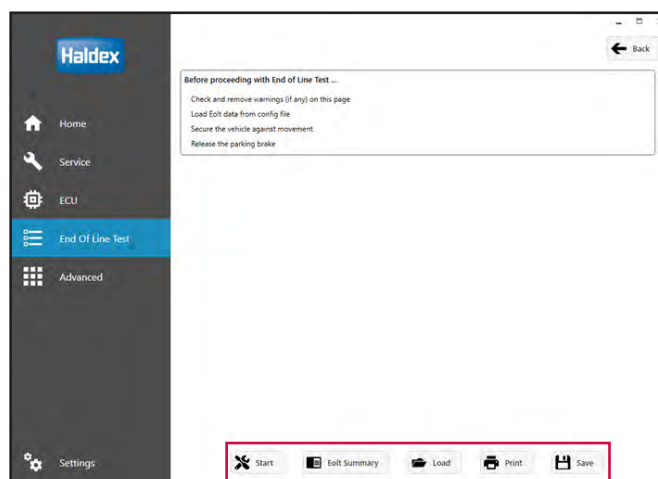 Haldex
Back
Before proceeding with End of Line Test ...
Check and remove warnings (if any) on this page
Load Eolt data from config file
Secure the vehicle against movement
Release the parking brake
Home
Service
ECU
End Of Line Test
Advanced
Settings
Start
Eolt Summary
Load
Print
Save